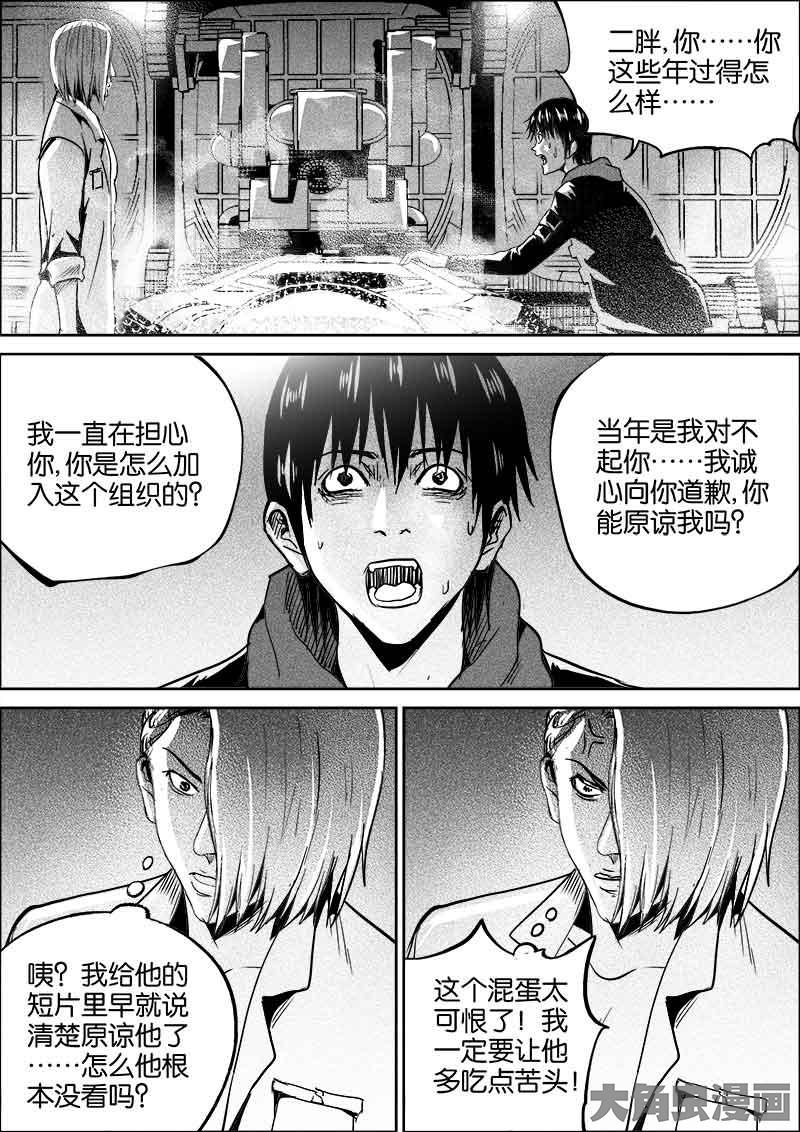 二胖,你……你
这些年过得怎
么样……
我一直在担心
你,你是怎么加
入这个组织的?
当年是我对不
起你……我诚
心向你道歉,你
能原谅我吗?
咦?我给他的
短片里早就说
清楚原谅他了
……怎么他根
本没看吗?
这个混蛋太
可恨了!我
一定要让他
多吃点苦头!
大角虫漫画